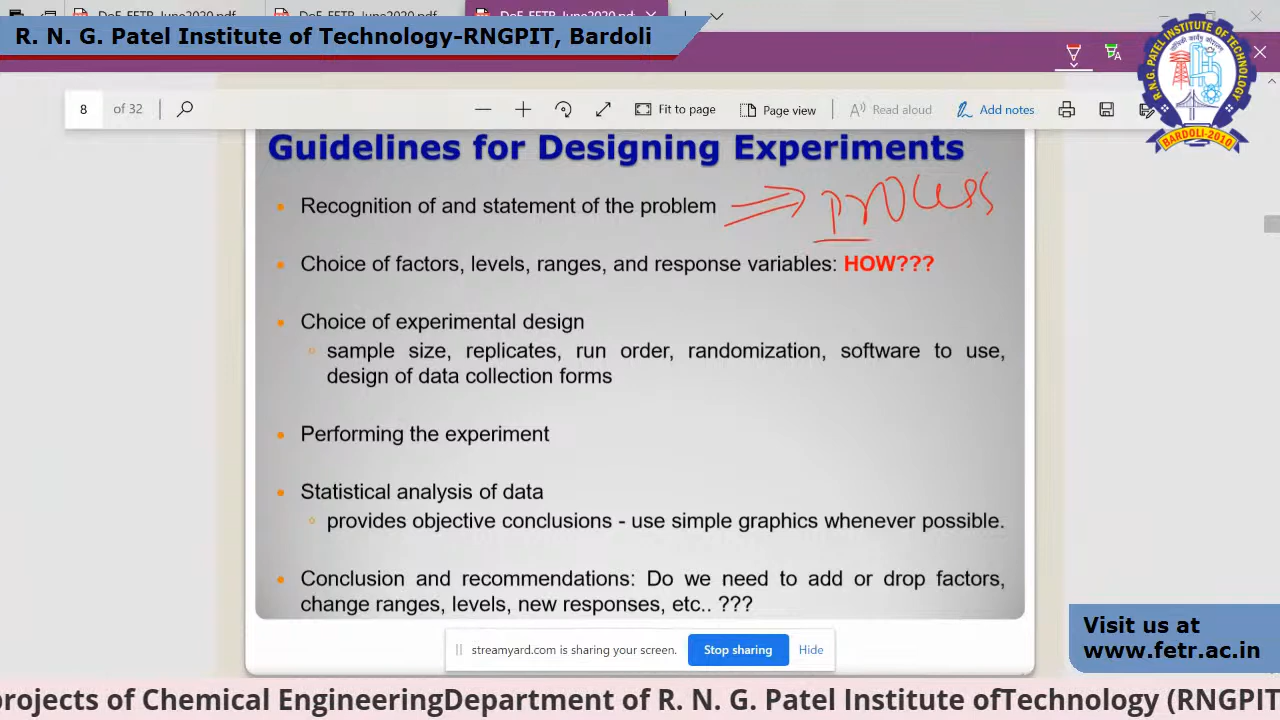 R. N. G. Patel Institute of Technology-RNGPIT, Bardoli
R.N.G. PATEL INSTITUTE OF TECHNOLOGY
BARDOLI-2010
8 of 32
Fit to page
Page view
Read aloud
Add notes
Guidelines for Designing Experiments
Recognition of and statement of the problem
process
Choice of factors, levels, ranges, and response variables: HOW???
Choice of experimental design
sample size, replicates, run order, randomization, software to use,
design of data collection forms
Performing the experiment
Statistical analysis of data
provides objective conclusions - use simple graphics whenever possible.
Conclusion and recommendations: Do we need to add or drop factors,
change ranges, levels, new responses, etc.. ???
streamyard.com is sharing your screen.
Stop sharing
Hide
Visit us at
www.fetr.ac.in
projects of Chemical EngineeringDepartment of R. N. G. Patel Institute ofTechnology (RNGPIT